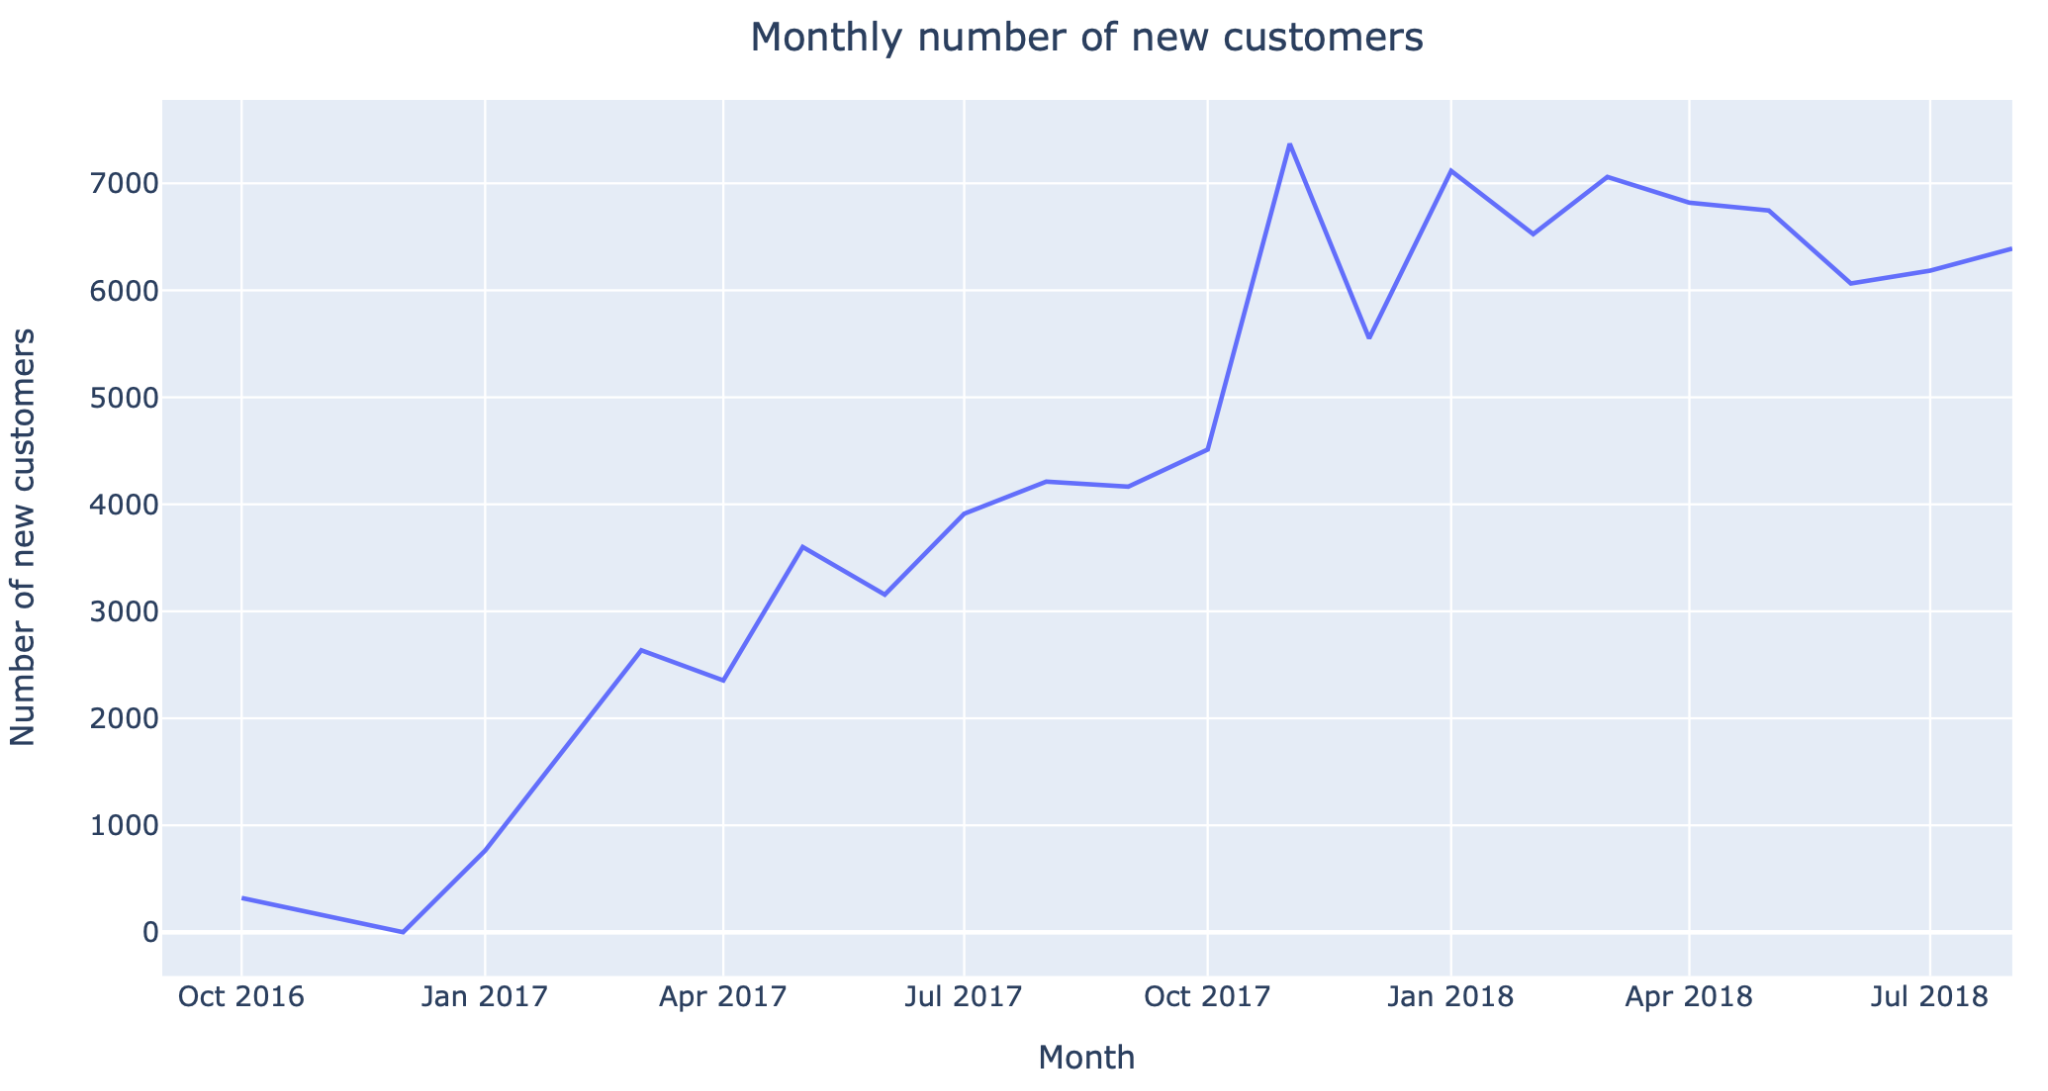 Monthly number of new customers
Number of new customers
7000
6000
5000
4000
3000
2000
1000
0
Oct 2016 Jan 2017 Apr 2017 Jul 2017 Oct 2017 Jan 2018 Apr 2018 Jul 2018
Month